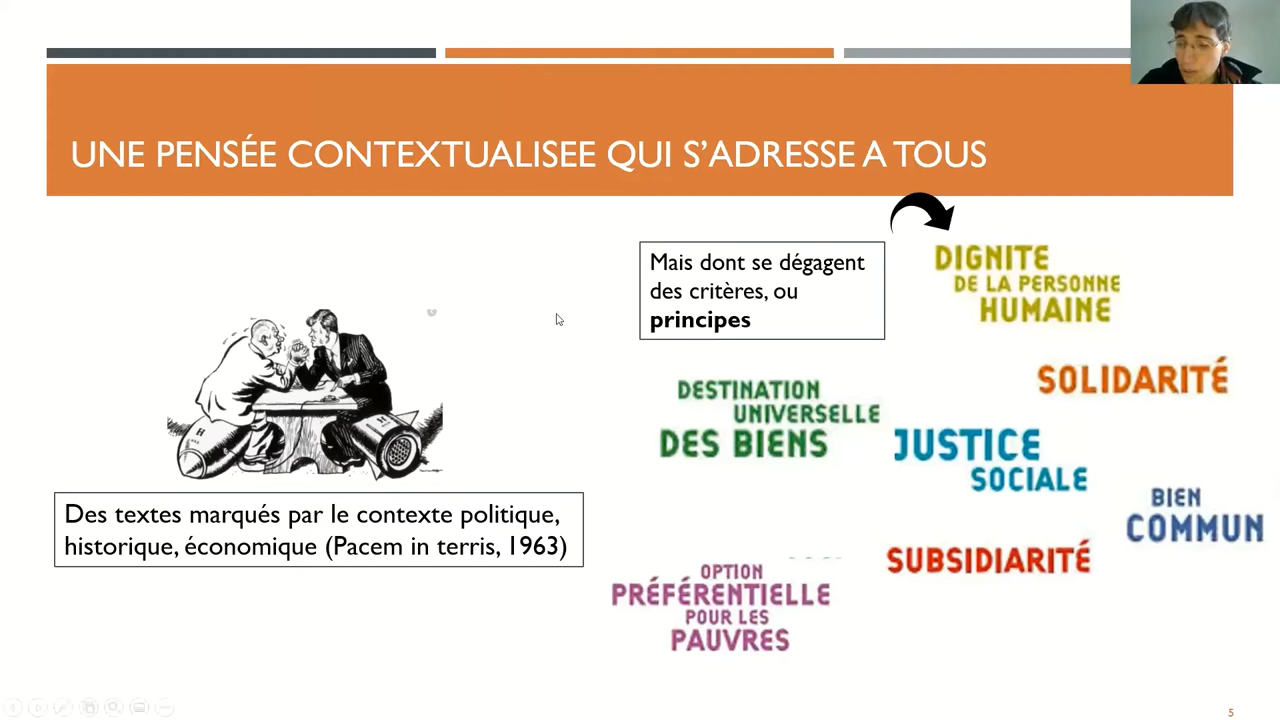 UNE PENSÉE CONTEXTUALISEE QUI S'ADRESSE A TOUS
Mais dont se dégagent
des critères, ou
principes
DIGNITE
DE LA PERSONNE
HUMAINE
SOLIDARITÉ
DESTINATION
UNIVERSELLE
DES BIENS
JUSTICE
SOCIALE
BIEN
COMMUN
SUBSIDIARITÉ
OPTION
PRÉFÉRENTIELLE
POUR LES
PAUVRES
H
H
Des textes marqués par le contexte politique,
historique, économique (Pacem in terris, 1963)
5